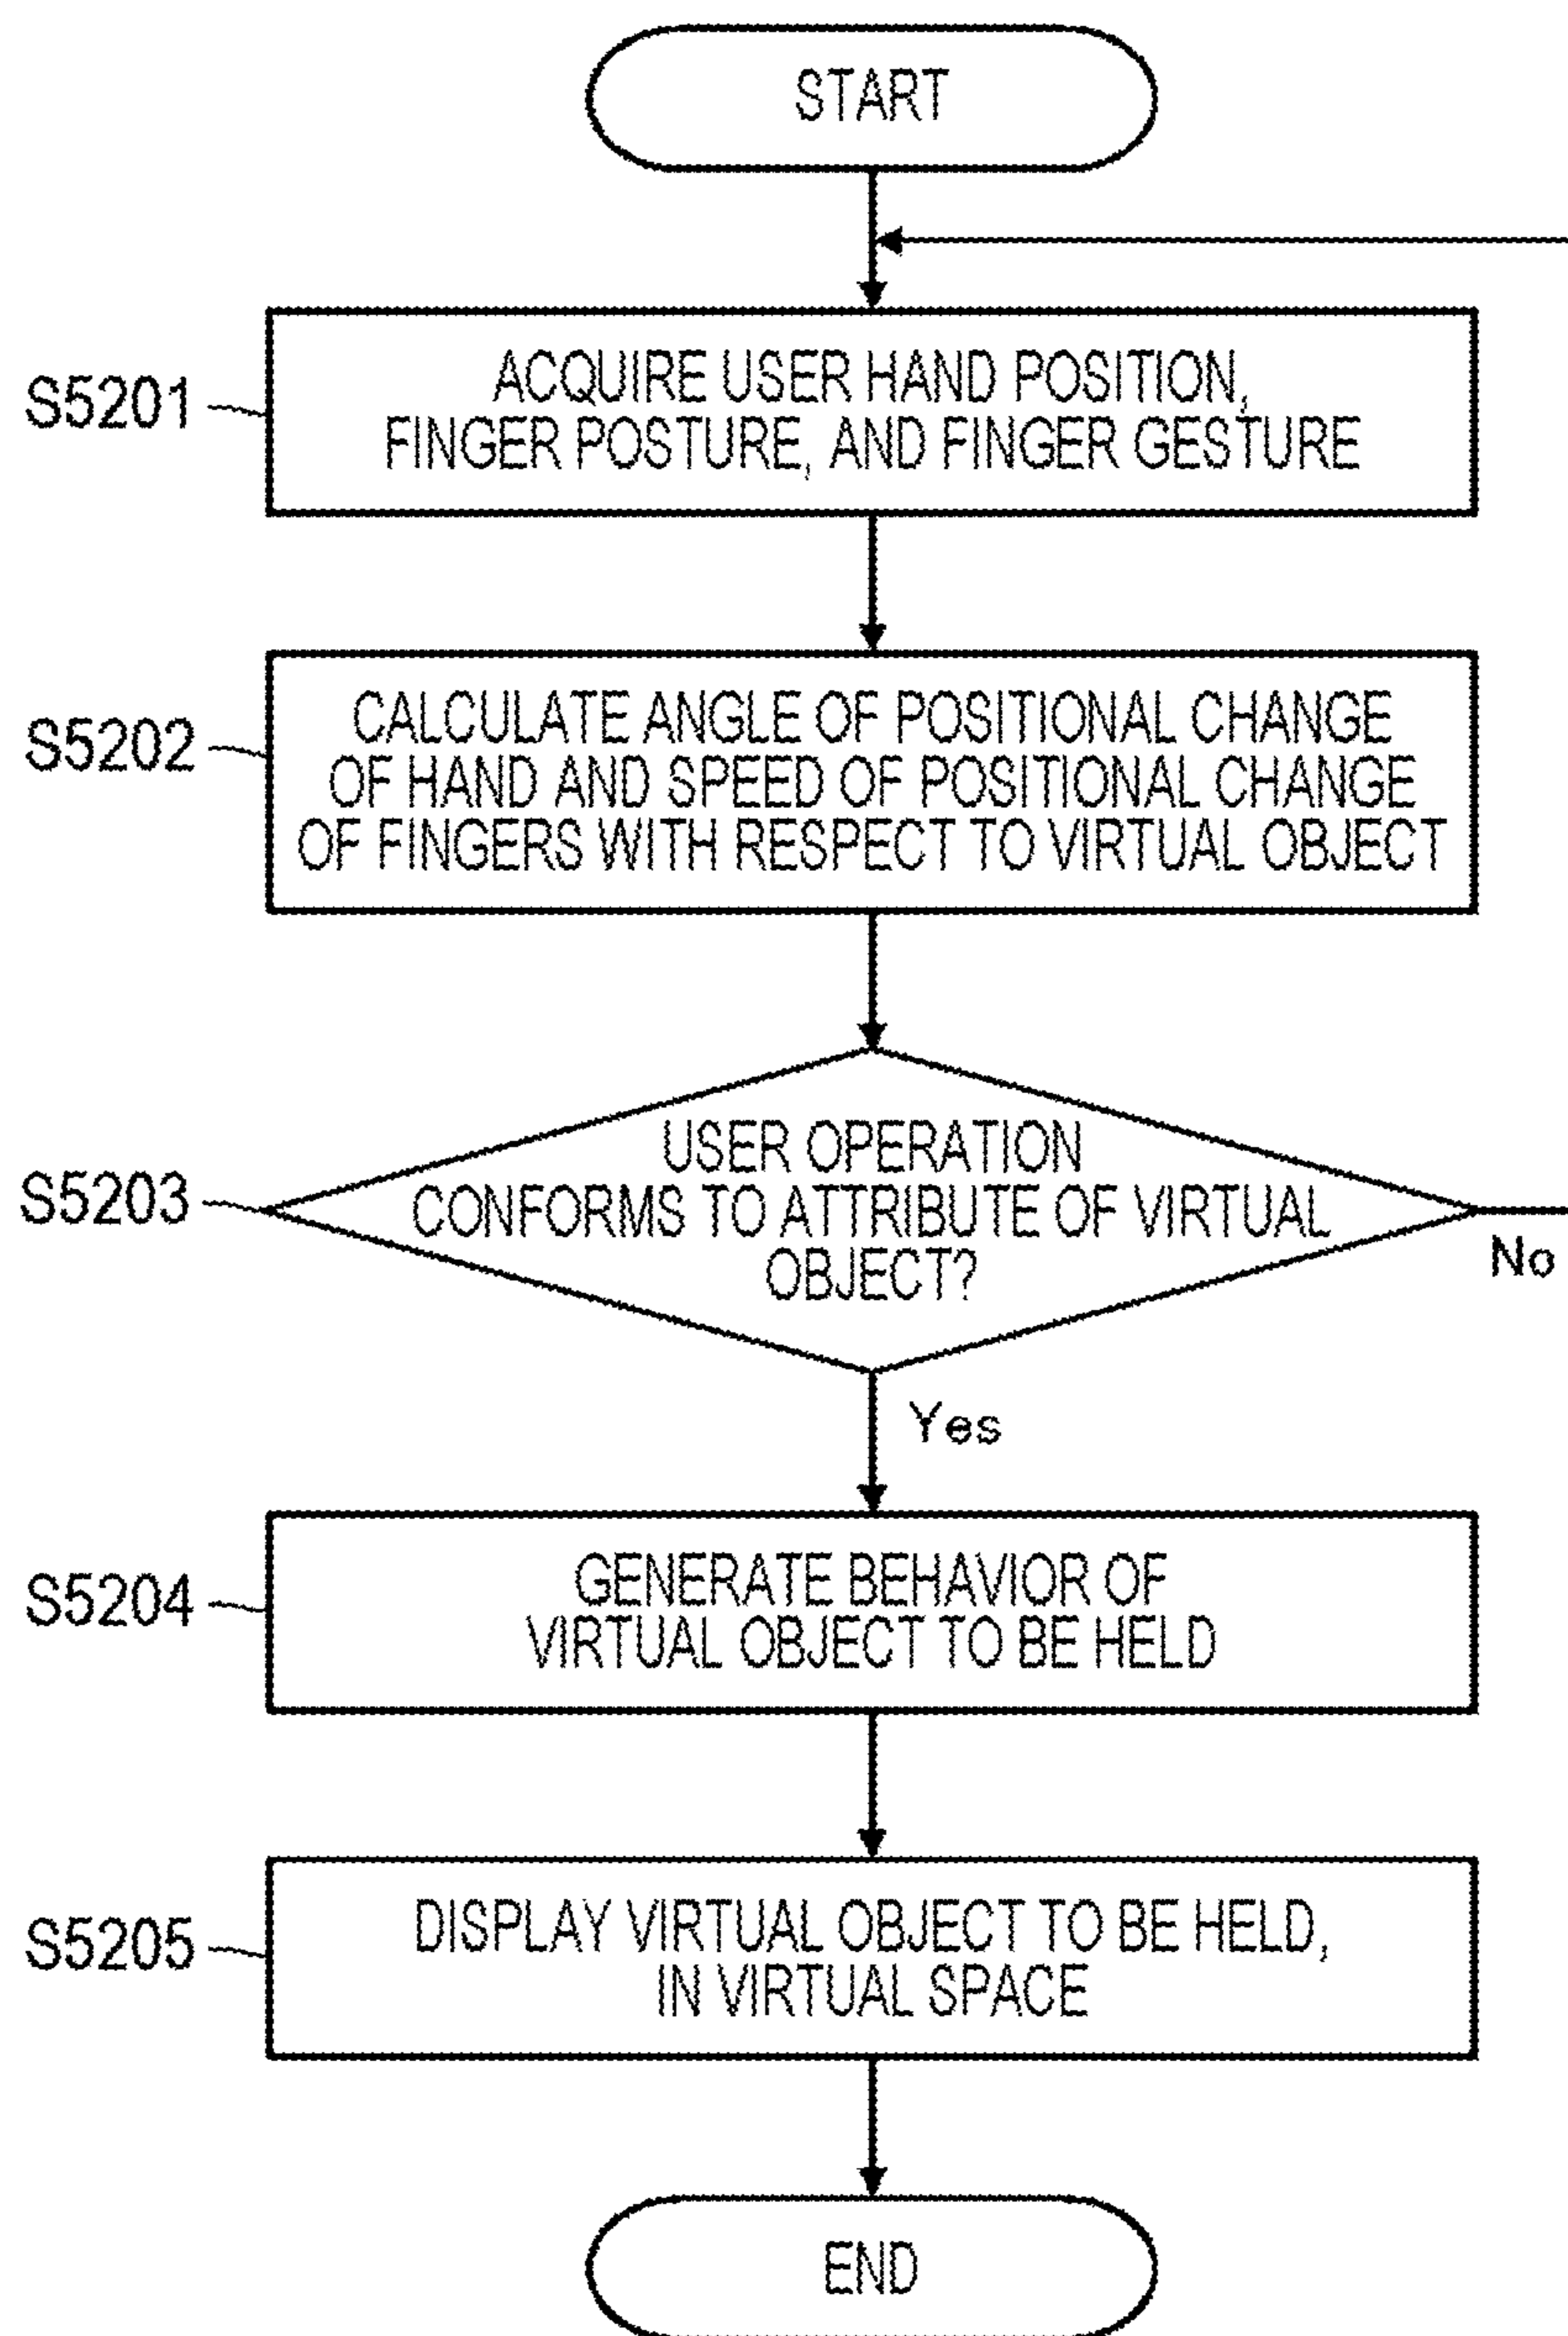 START
S5201
ACQUIRE USER HAND POSITION,
FINGER POSTURE, AND FINGER GESTURE
S5202
CALCULATE ANGLE OF POSITIONAL CHANGE
OF HAND AND SPEED OF POSITIONAL CHANGE
OF FINGERS WITH RESPECT TO VIRTUAL OBJECT
S5203
USER OPERATION
CONFORMS TO ATTRIBUTE OF VIRTUAL
OBJECT?
No
Yes
S5204
GENERATE BEHAVIOR OF
VIRTUAL OBJECT TO BE HELD
S5205
DISPLAY VIRTUAL OBJECT TO BE HELD,
IN VIRTUAL SPACE
END